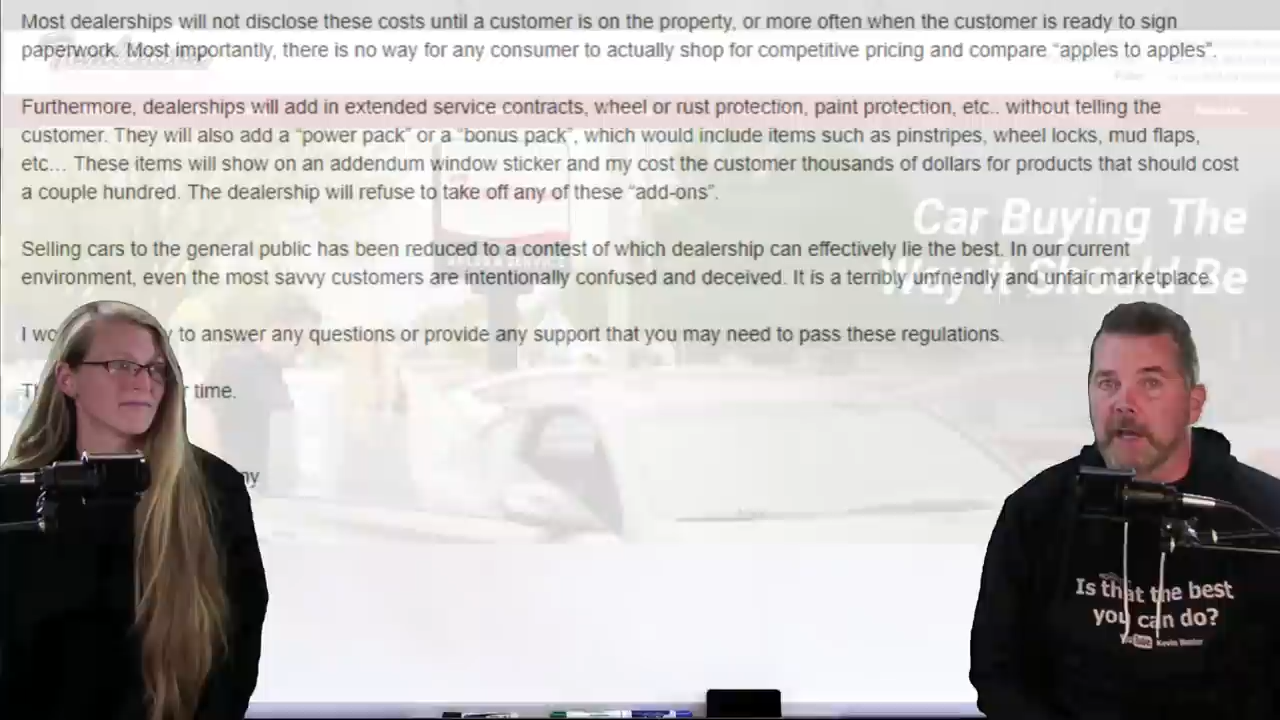 Most dealerships will not disclose these costs until a customer is on the property, or more often when the customer is ready to sign
paperwork. Most importantly, there is no way for any consumer to actually shop for competitive pricing and compare “apples to apples”.
Furthermore, dealerships will add in extended service contracts, wheel or rust protection, paint protection, etc.. without telling the
customer. They will also add a “power pack” or a “bonus pack”, which would include items such as pinstripes, wheel locks, mud flaps,
etc… These items will show on an addendum window sticker and my cost the customer thousands of dollars for products that should cost
a couple hundred. The dealership will refuse to take off any of these “add-ons”.
Car Buying The
Way it Should Be
Selling cars to the general public has been reduced to a contest of which dealership can effectively lie the best. In our current
environment, even the most savvy customers are intentionally confused and deceived. It is a terribly unfriendly and unfair marketplace.
I to answer any questions or provide any support that you may need to pass these regulations.
time.
Is that the best
you can do?
YouTube Kevin Hunter